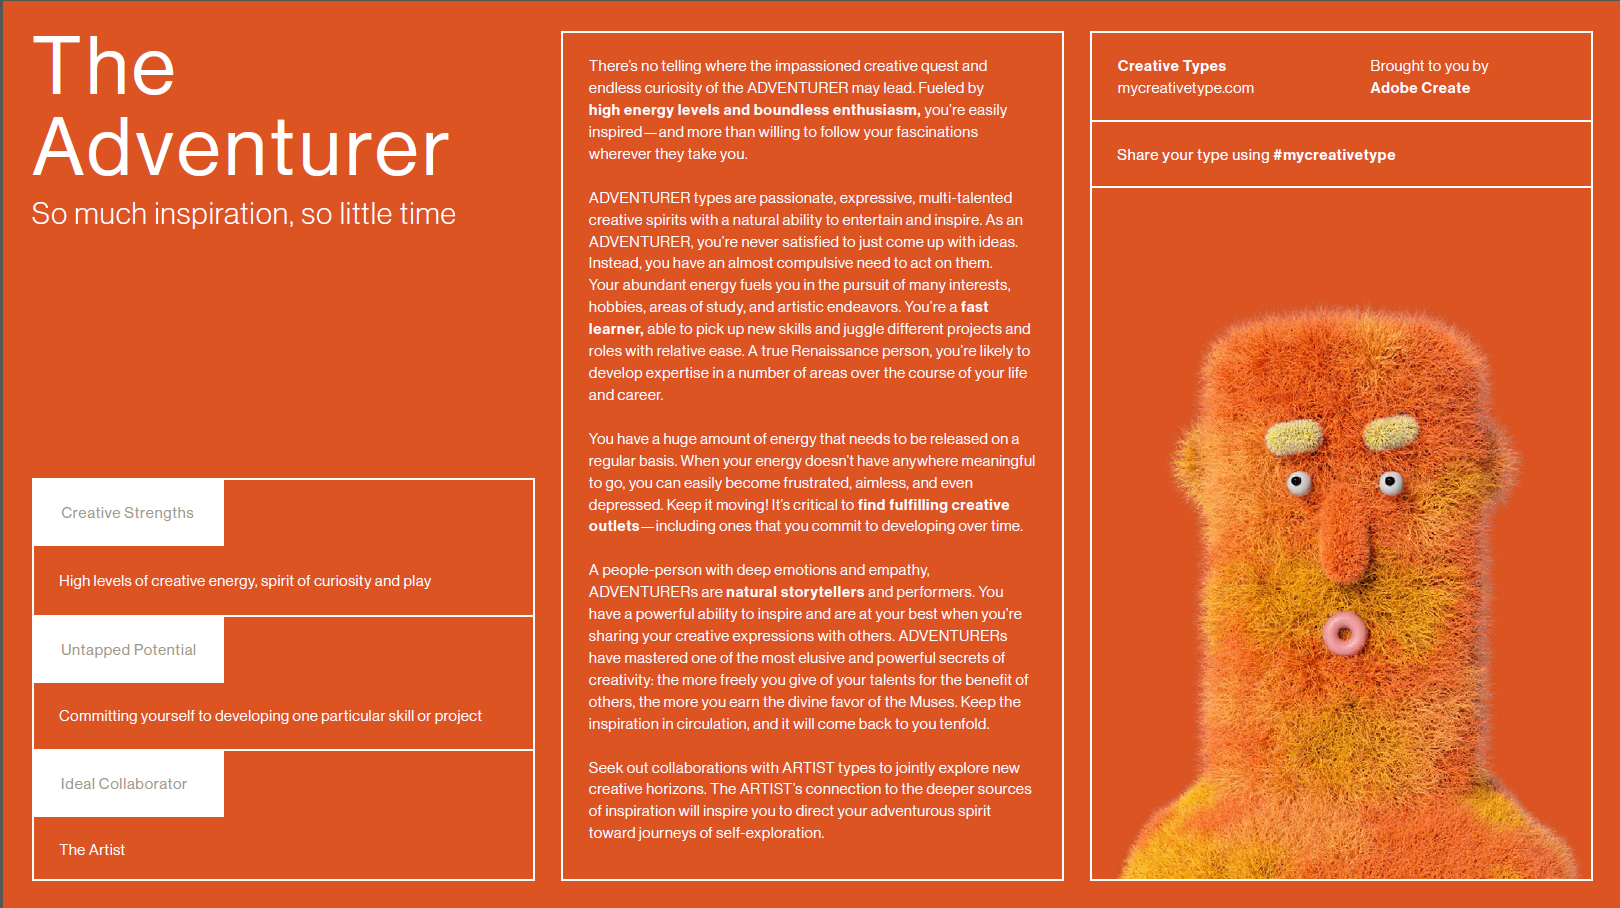 The
Adventurer
So much inspiration, so little time
Creative Strengths
High levels of creative energy, spirit of curiosity and play
Untapped Potential
Committing yourself to developing one particular skill or project
Ideal Collaborator
The Artist
There's no telling where the impassioned creative quest and
endless curiosity of the ADVENTURER may lead. Fueled by
high energy levels and boundless enthusiasm, you're easily
inspired—and more than willing to follow your fascinations
wherever they take you.
ADVENTURER types are passionate, expressive, multi-talented
creative spirits with a natural ability to entertain and inspire. As an
ADVENTURER, you're never satisfied to just come up with ideas.
Instead, you have an almost compulsive need to act on them.
Your abundant energy fuels you in the pursuit of many interests,
hobbies, areas of study, and artistic endeavors. You're a fast
learner, able to pick up new skills and juggle different projects and
roles with relative ease. A true Renaissance person, you're likely to
develop expertise in a number of areas over the course of your life
and career.
You have a huge amount of energy that needs to be released on a
regular basis. When your energy doesn't have anywhere meaningful
to go, you can easily become frustrated, aimless, and even
depressed. Keep it moving! It's critical to find fulfilling creative
outlets—including ones that you commit to developing over time.
A people-person with deep emotions and empathy,
ADVENTURERs are natural storytellers and performers. You
have a powerful ability to inspire and are at your best when you're
sharing your creative expressions with others. ADVENTURERs
have mastered one of the most elusive and powerful secrets of
creativity: the more freely you give of your talents for the benefit of
others, the more you earn the divine favor of the Muses. Keep the
inspiration in circulation, and it will come back to you tenfold.
Seek out collaborations with ARTIST types to jointly explore new
creative horizons. The ARTIST's connection to the deeper sources
of inspiration will inspire you to direct your adventurous spirit
toward journeys of self-exploration.
Creative Types
mycreativetype.com
Brought to you by
Adobe Create
Share your type using #mycreativetype